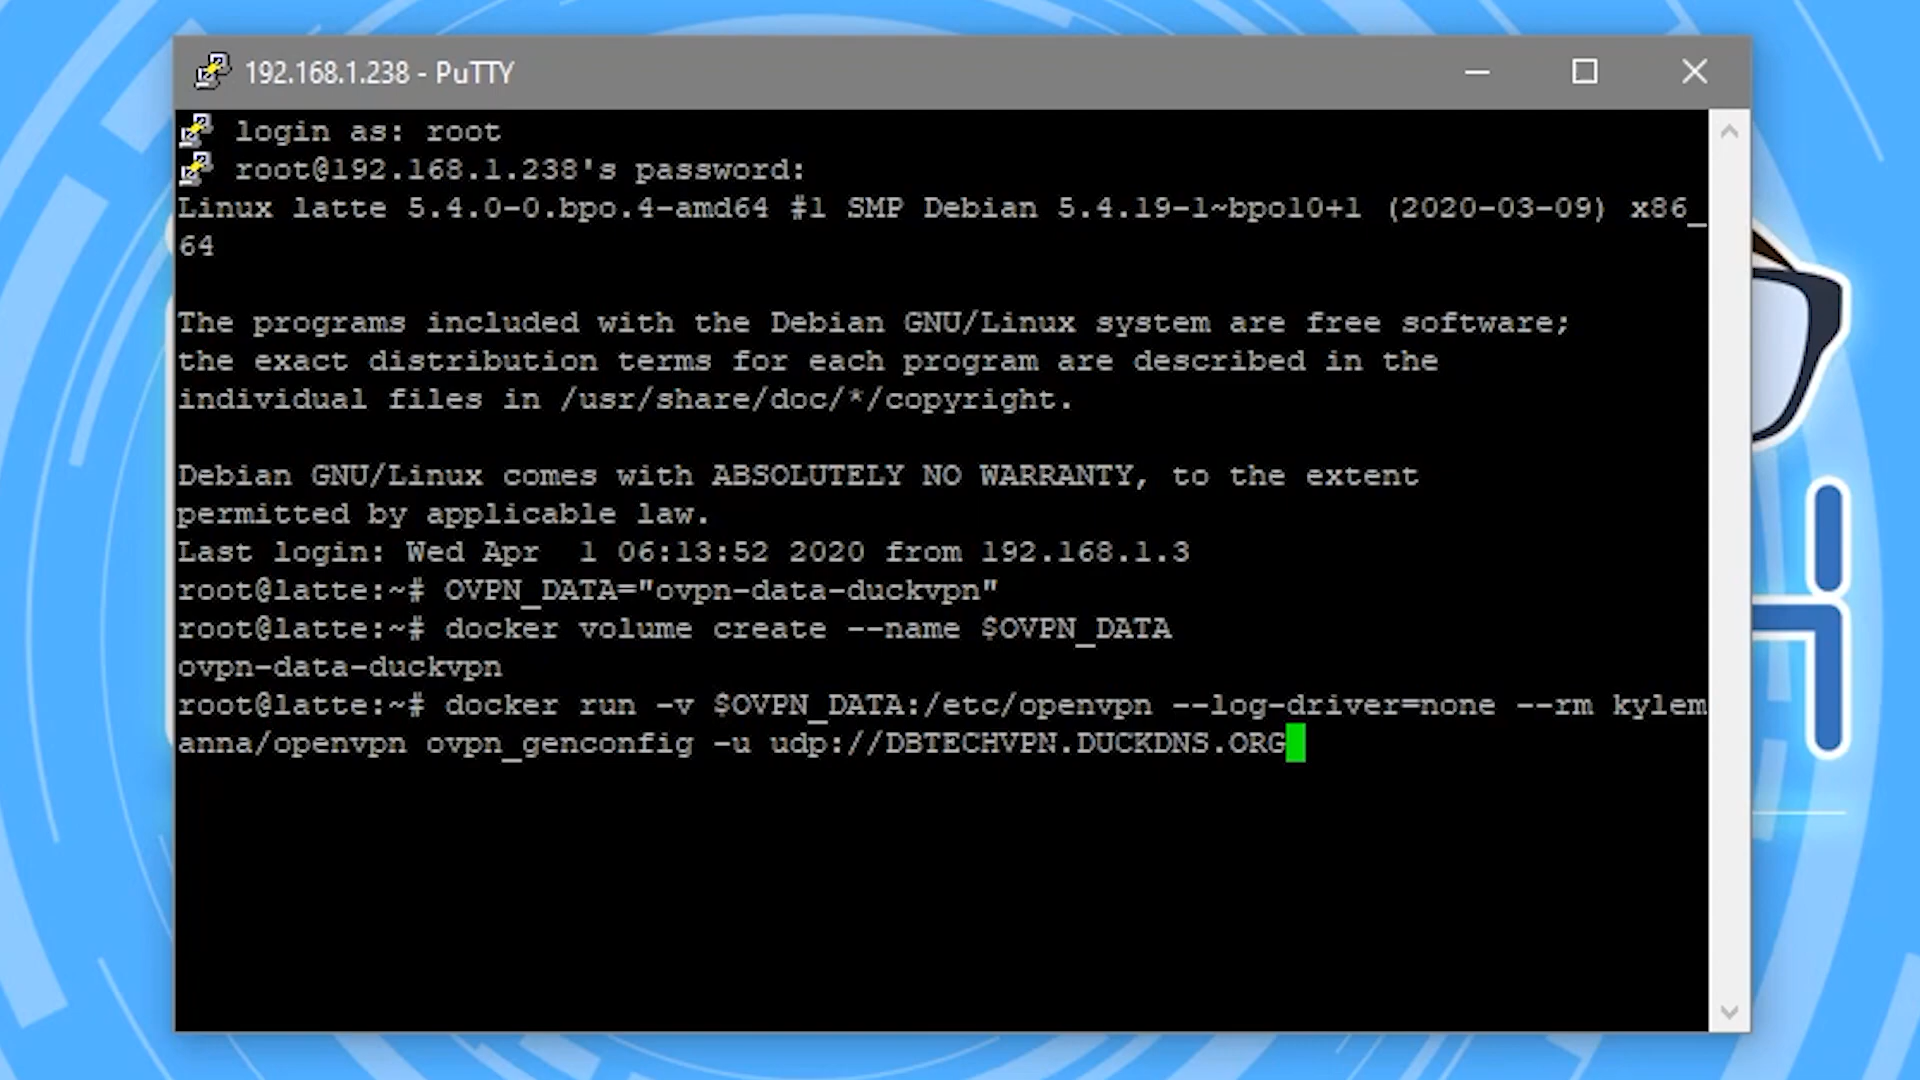 192.168.1.238 - PuTTY
login as: root
root@192.168.1.238's password:
Linux latte 5.4.0-0.bpo.4-amd64 #1 SMP Debian 5.4.19-1~bpo10+1 (2020-03-09) x86_
64
The programs included with the Debian GNU/Linux system are free software;
the exact distribution terms for each program are described in the
individual files in /usr/share/doc/*/copyright.
Debian GNU/Linux comes with ABSOLUTELY NO WARRANTY, to the extent
permitted by applicable law.
Last login: Wed Apr  1 06:13:52 2020 from 192.168.1.3
root@latte:~# OVPN_DATA="ovpn-data-duckvpn"
root@latte:~# docker volume create --name $OVPN_DATA
ovpn-data-duckvpn
root@latte:~# docker run -v $OVPN_DATA:/etc/openvpn --log-driver=none --rm kylem
anna/openvpn ovpn_genconfig -u udp://DBTECHVPN.DUCKDNS.ORG